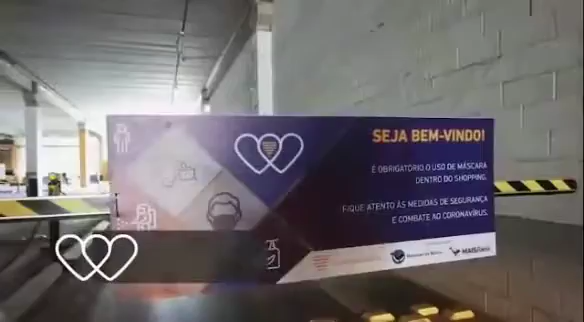 SEJA BEM-VINDO!
É OBRIGATÓRIO O USO DE MÁSCARA
DENTRO DO SHOPPING.
FIQUE ATENTO ÀS MEDIDAS DE SEGURANÇA
E COMBATE AO CORONAVÍRUS.